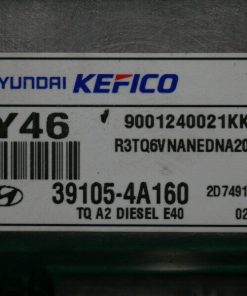 HYUNDAI KEFICO
Y46
9001240021KK
R3TQ6VNANEDNA20
39105-4A160
2D7491
TQ A2 DIESEL E40
02